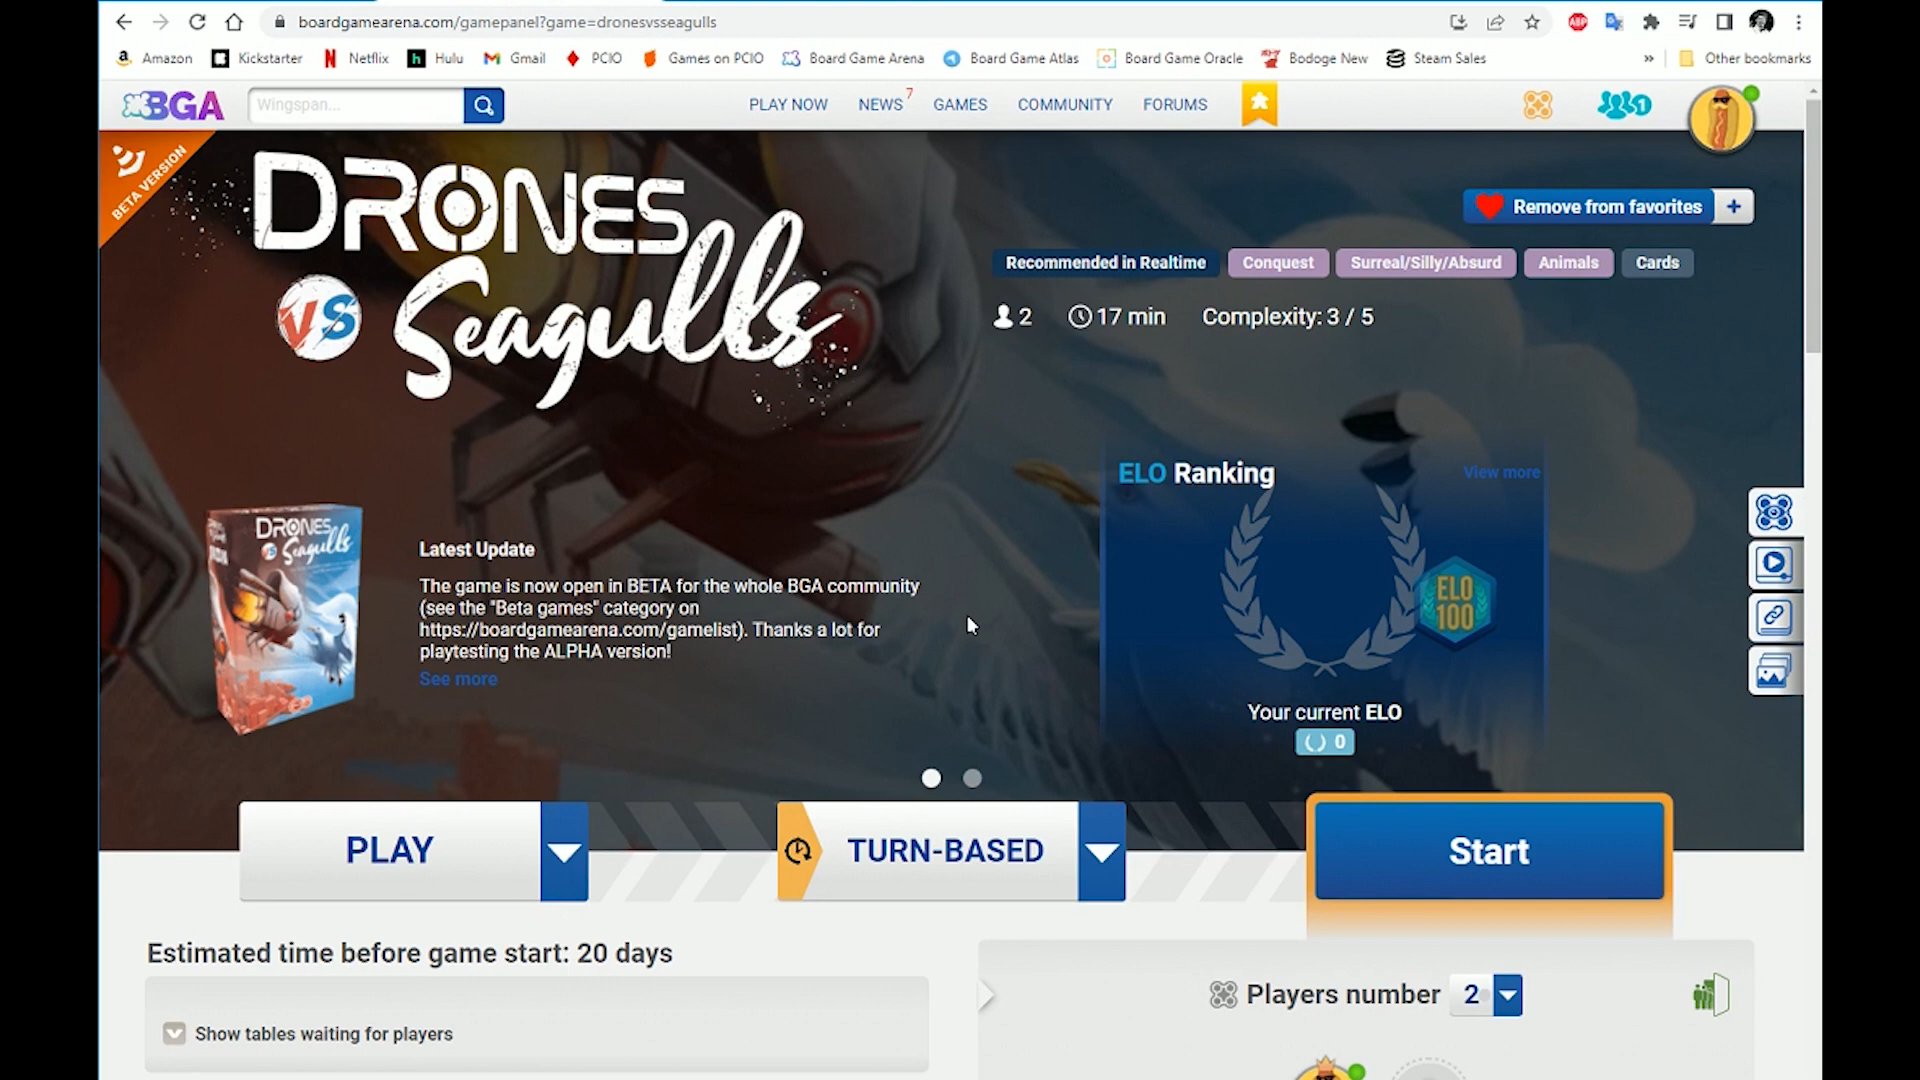 boardgamearena.com/gamepanel?game=dronesvsseagulls
ABP
Amazon
Kickstarter
Netflix
Hulu
Gmail
PCIO
Games on PCIO
Board Game Arena
Board Game Atlas
Board Game Oracle
Bodoge New
Steam Sales
»
Other bookmarks
BGA
Wingspan...
PLAY NOW
NEWS 7
GAMES
COMMUNITY
FORUMS
1
BETA VERSION
DRONES
VS Seagulls
Remove from favorites +
Recommended in Realtime
Conquest
Surreal/Silly/Absurd
Animals
Cards
2
17 min
Complexity: 3 / 5
ELO Ranking
View more
ELO
100
Your current ELO
0
DRONES
VS Seagulls
Latest Update
The game is now open in BETA for the whole BGA community
(see the "Beta games" category on
https://boardgamearena.com/gamelist). Thanks a lot for
playtesting the ALPHA version!
See more
PLAY
TURN-BASED
Start
Estimated time before game start: 20 days
Show tables waiting for players
Players number 2